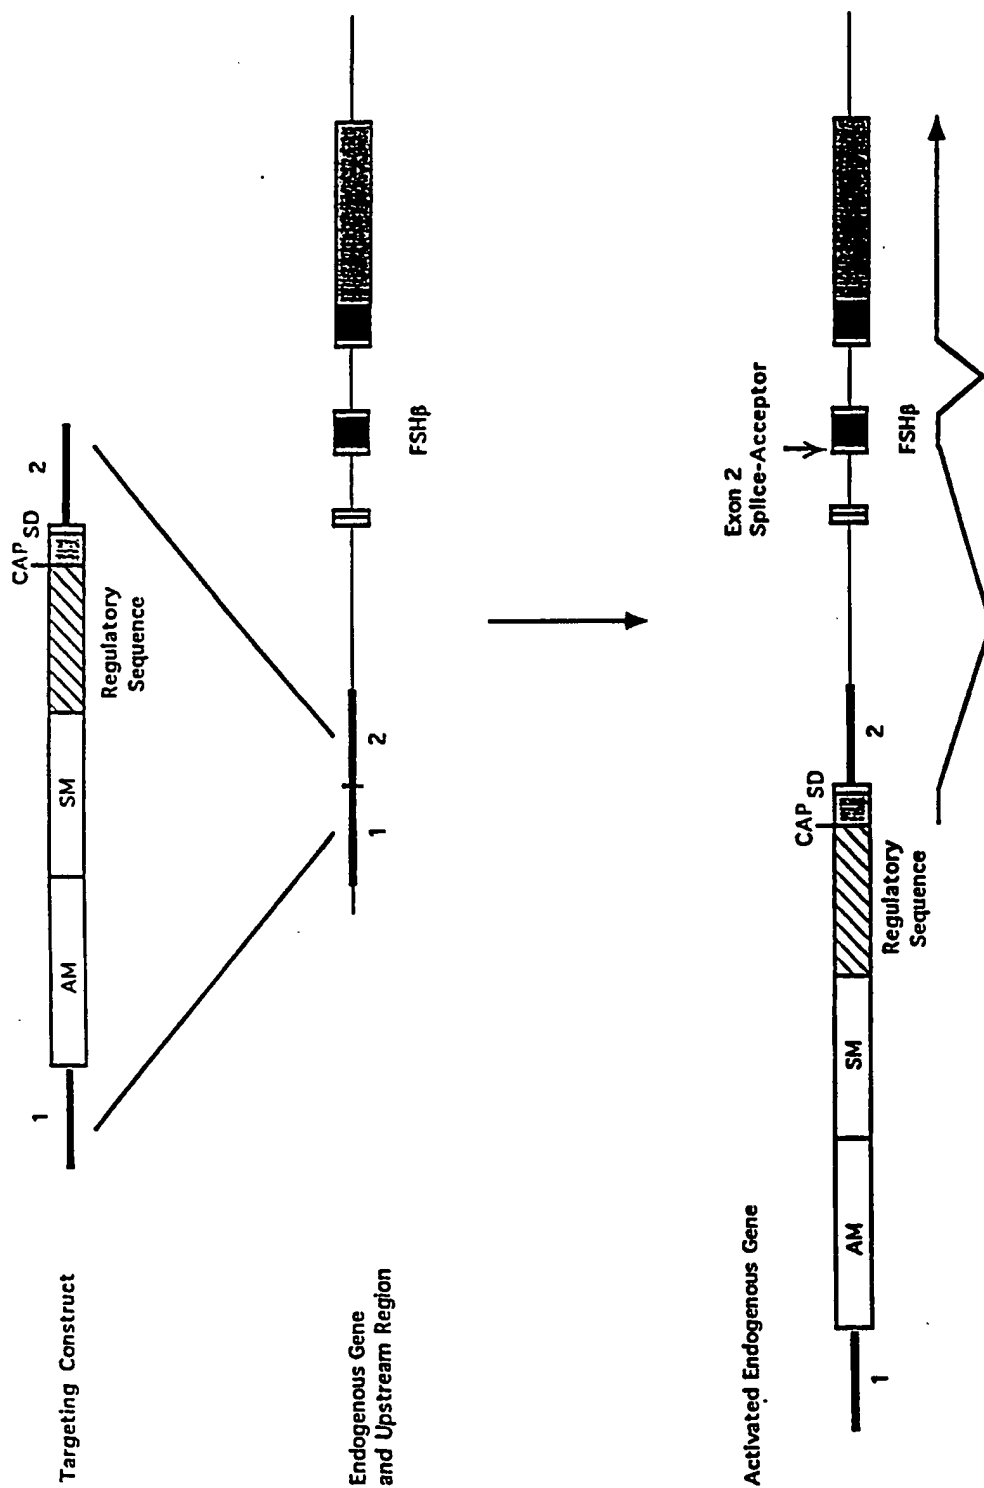 Targeting Construct
1
AM
SM
Regulatory
Sequence
CAP
SD
2
Endogenous Gene
and Upstream Region
1
2
FSHβ
Activated Endogenous Gene
1
AM
SM
Regulatory
Sequence
CAP
SD
2
Exon 2
Splice-Acceptor
FSHβ